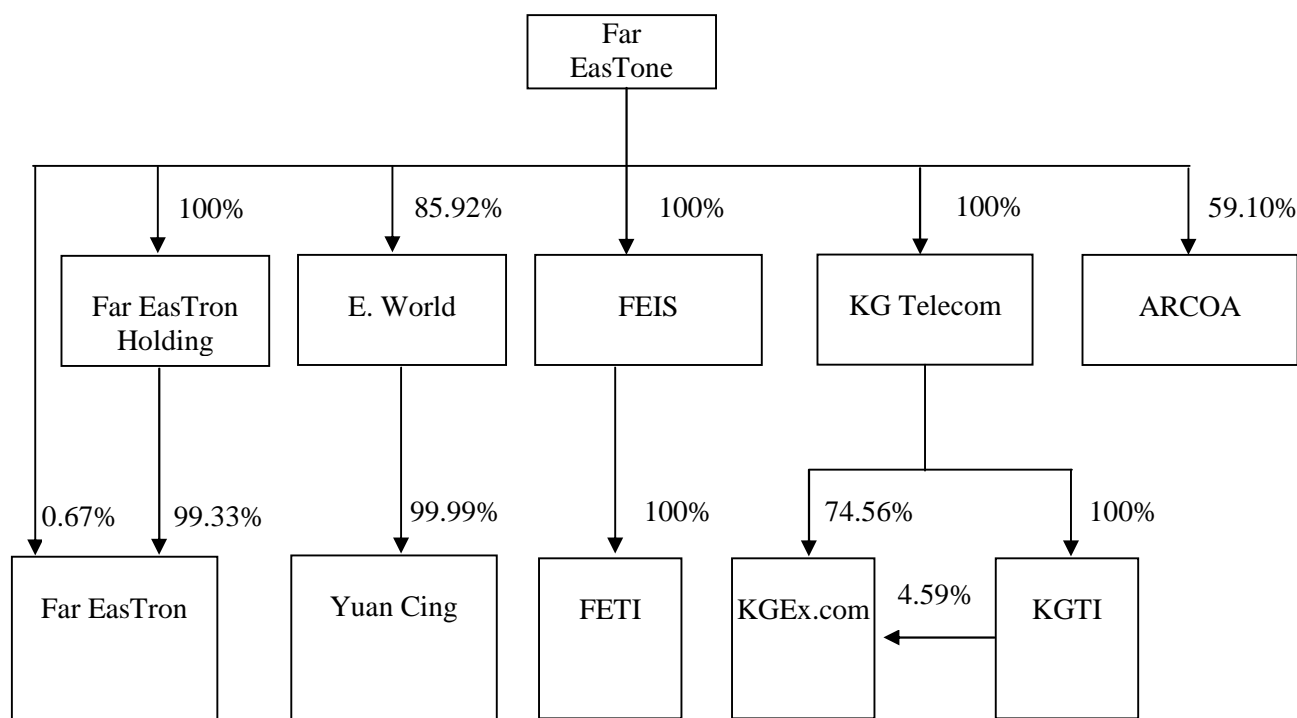 Far
EasTone
100%
85.92%
100%
100%
59.10%
Far EasTron
Holding
E. World
FEIS
KG Telecom
ARCOA
0.67%
99.33%
99.99%
100%
74.56%
100%
Far EasTron
Yuan Cing
FETI
KGEx.com
4.59%
KGTI